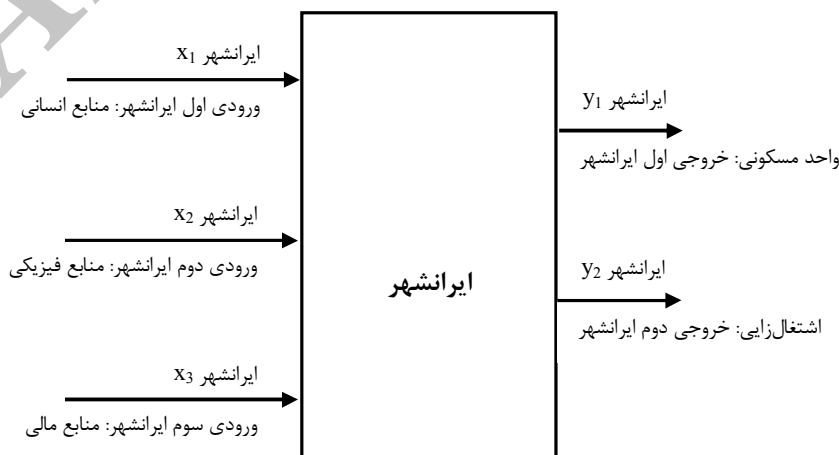 ایرانشهر x1
ورودی اول ایرانشهر: منابع انسانی
ایرانشهر y1
واحد مسکونی: خروجی اول ایرانشهر
ایرانشهر x2
ورودی دوم ایرانشهر: منابع فیزیکی
ایرانشهر
ایرانشهر y2
اشتغال‌زایی: خروجی دوم ایرانشهر
ایرانشهر x3
ورودی سوم ایرانشهر: منابع مالی